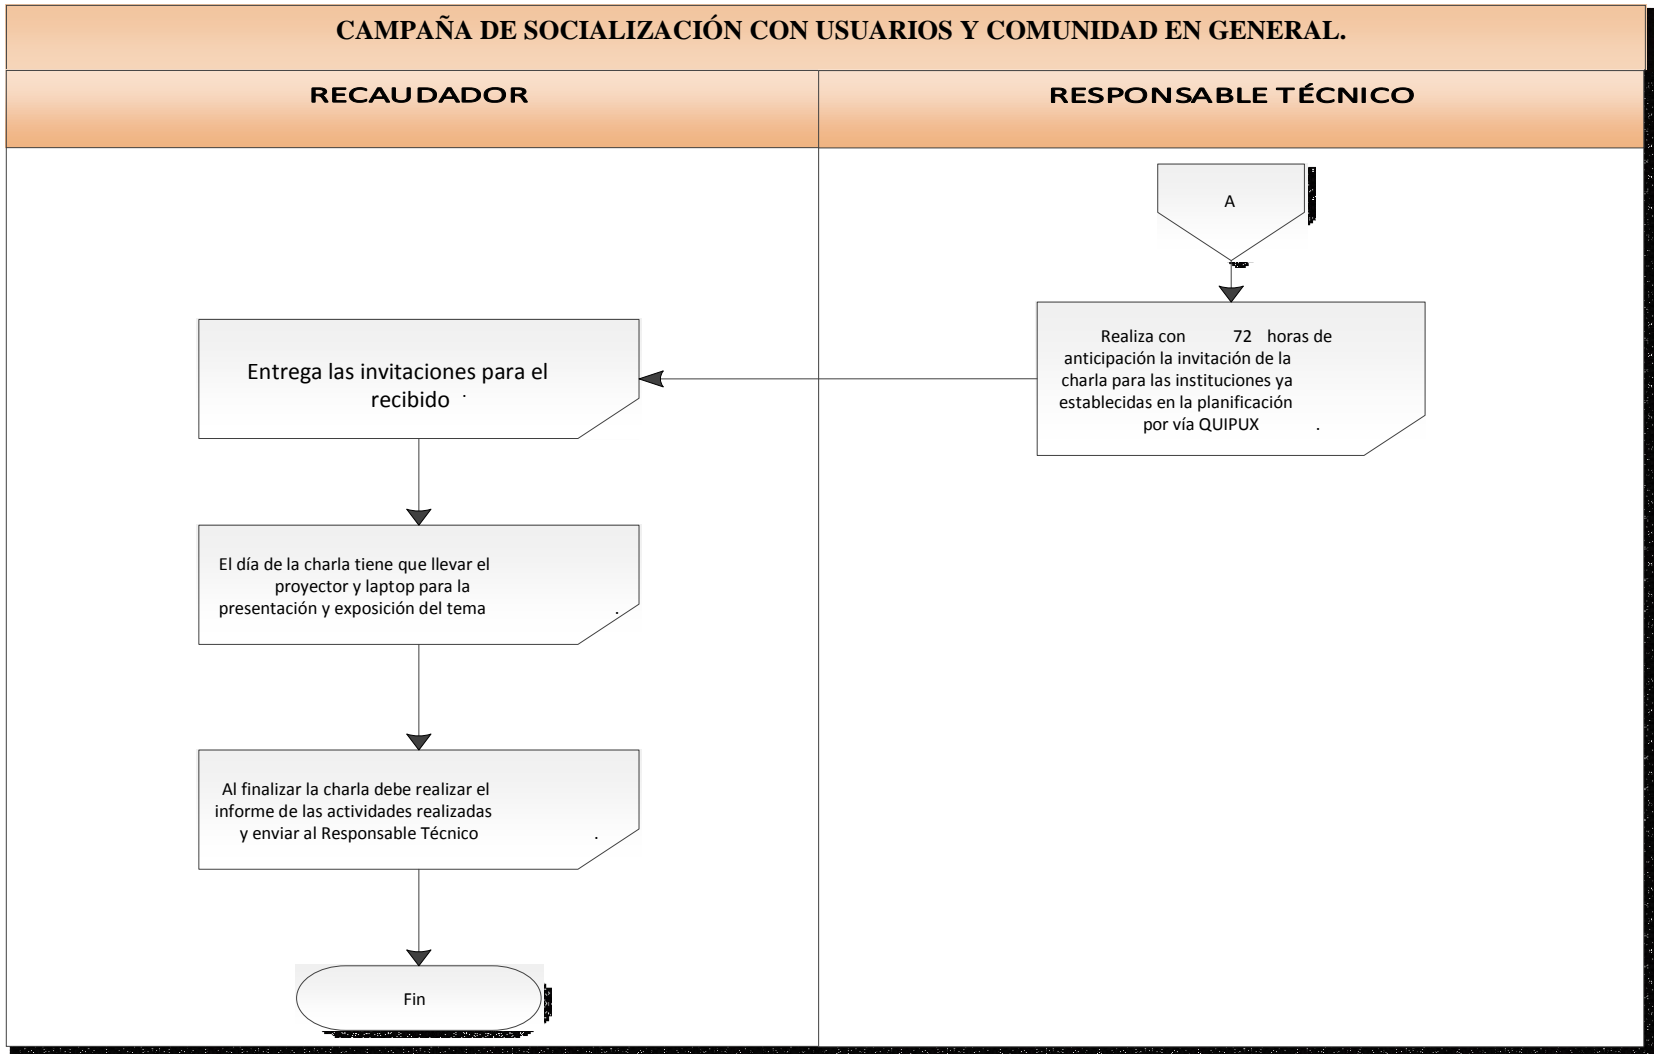 CAMPAÑA DE SOCIALIZACIÓN CON USUARIOS Y COMUNIDAD EN GENERAL.
RECAUDADOR
RESPONSABLE TÉCNICO
A
Realiza con 72 horas de
anticipación la invitación de la
charla para las instituciones ya
establecidas en la planificación
por vía QUIPUX .
Entrega las invitaciones para el
recibido .
El día de la charla tiene que llevar el
proyector y laptop para la
presentación y exposición del tema .
Al finalizar la charla debe realizar el
informe de las actividades realizadas
y enviar al Responsable Técnico .
Fin